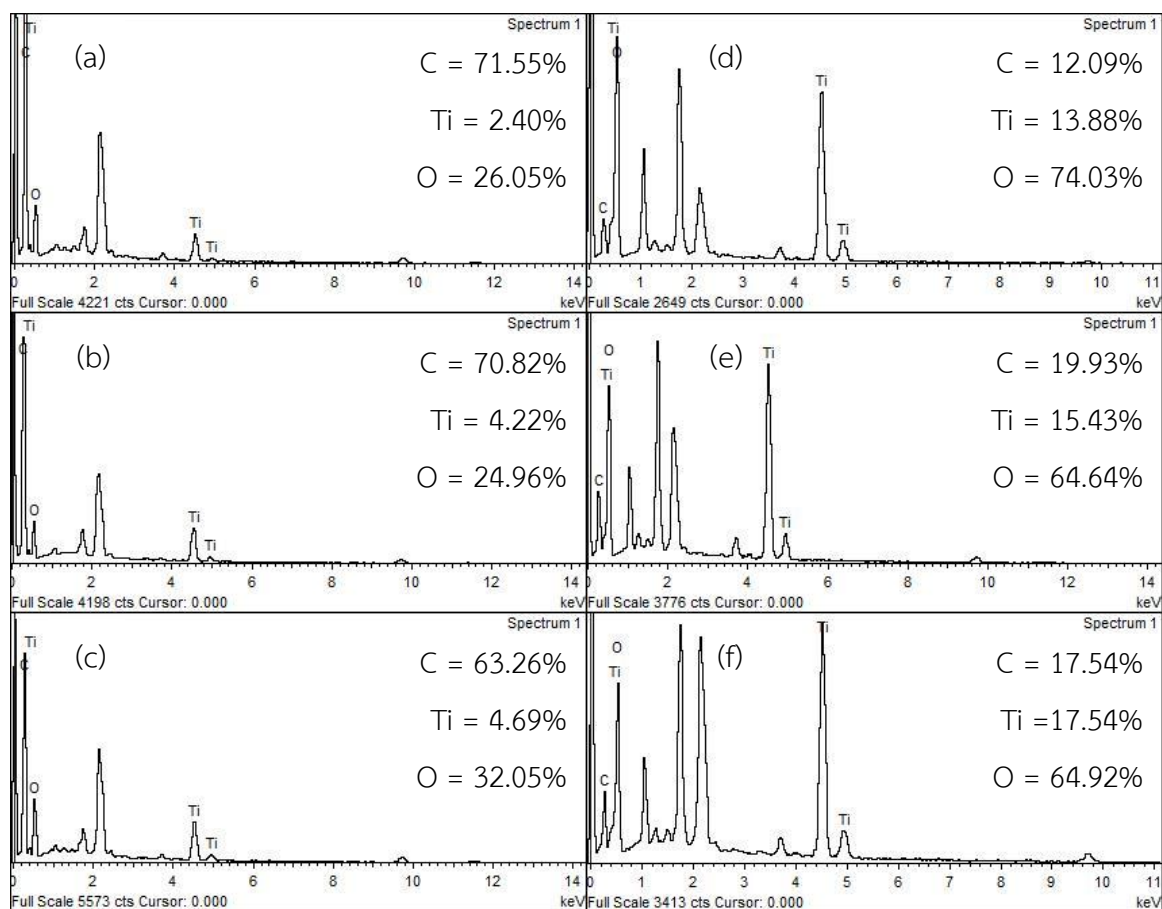 Spectrum 1
Ti
C
(a)
C = 71.55%
Ti = 2.40%
O = 26.05%
O
Ti
Ti
0 2 4 6 8 10 12 14
Full Scale 4221 cts Cursor: 0.000 keV
Spectrum 1
Ti
O
(d)
C = 12.09%
Ti = 13.88%
O = 74.03%
Ti
C
Ti
0 1 2 3 4 5 6 7 8 9 10 11
Full Scale 2649 cts Cursor: 0.000 keV
Spectrum 1
Ti
C
(b)
C = 70.82%
Ti = 4.22%
O = 24.96%
O
Ti
Ti
0 2 4 6 8 10 12 14
Full Scale 4198 cts Cursor: 0.000 keV
Spectrum 1
O
Ti
(e)
C = 19.93%
Ti = 15.43%
O = 64.64%
Ti
C
Ti
0 2 4 6 8 10 12 14
Full Scale 3776 cts Cursor: 0.000 keV
Spectrum 1
Ti
C
(c)
C = 63.26%
Ti = 4.69%
O = 32.05%
O
Ti
Ti
0 2 4 6 8 10 12 14
Full Scale 5573 cts Cursor: 0.000 keV
Spectrum 1
Ti
O
Ti
(f)
C = 17.54%
Ti =17.54%
O = 64.92%
C
Ti
0 1 2 3 4 5 6 7 8 9 10 11
Full Scale 3413 cts Cursor: 0.000 keV